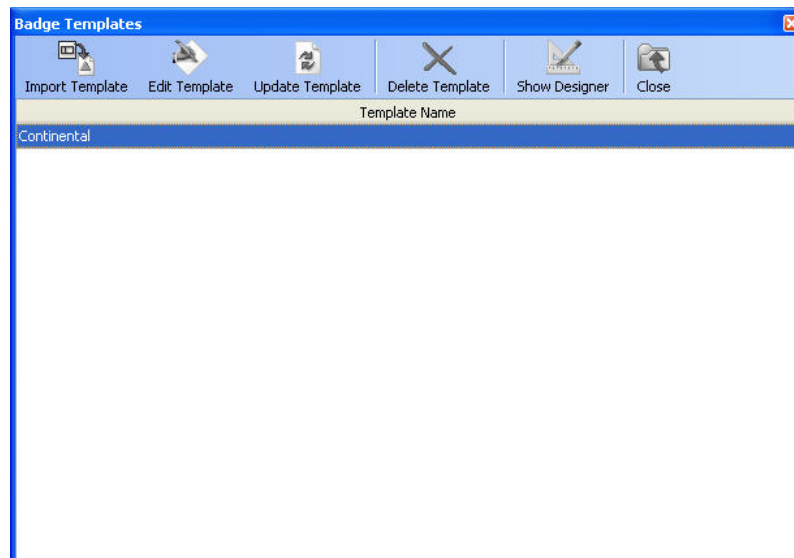 Badge Templates
Import Template Edit Template Update Template Delete Template Show Designer Close
Template Name
Continental